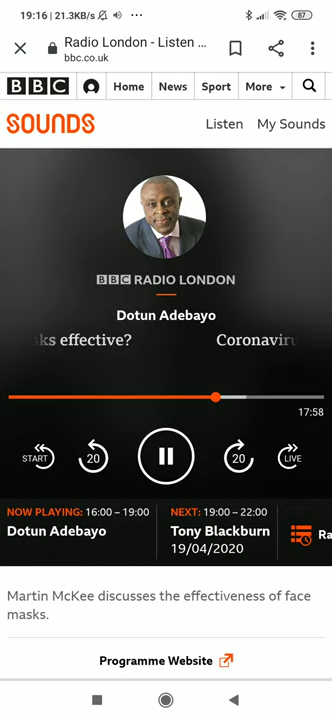 19:16 | 21.3KB/s
87
Radio London - Listen ...
bbc.co.uk
BBC Home News Sport More
SOUNDS Listen My Sounds
BBC RADIO LONDON
Dotun Adebayo
ks effective? Coronaviru
17:58
START 20 20 LIVE
NOW PLAYING: 16:00 – 19:00 NEXT: 19:00 – 22:00
Dotun Adebayo Tony Blackburn Ra
19/04/2020
Martin McKee discusses the effectiveness of face
masks.
Programme Website